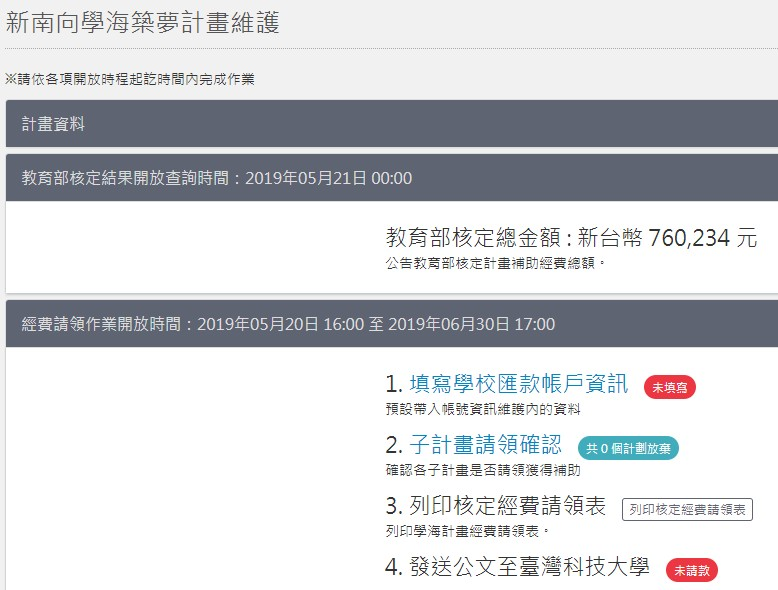 新南向學海築夢計畫維護
※請依各項開放時程起訖時間內完成作業
計畫資料
教育部核定結果開放查詢時間：2019年05月21日 00:00
教育部核定總金額 : 新台幣 760,234 元
公告教育部核定計畫補助經費總額。
經費請領作業開放時間：2019年05月20日 16:00 至 2019年06月30日 17:00
1. 填寫學校匯款帳戶資訊 未填寫
預設帶入帳號資訊維護內的資料
2. 子計畫請領確認 共 0 個計劃放棄
確認各子計畫是否請領獲得補助
3. 列印核定經費請領表 列印核定經費請領表
列印學海計畫經費請領表。
4. 發送公文至臺灣科技大學 未請款